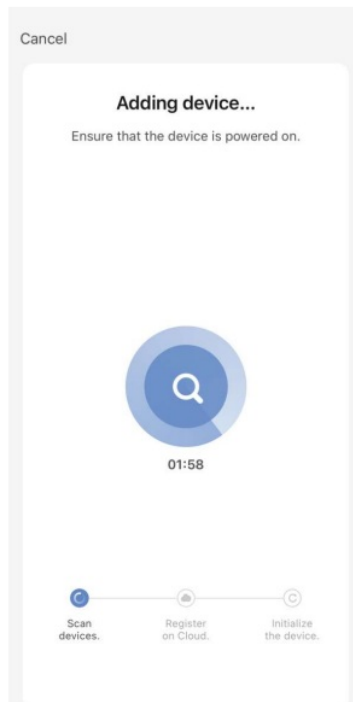 Cancel
Adding device...
Ensure that the device is powered on.
01:58
Scan
devices.
Register
on Cloud.
Initialize
the device.